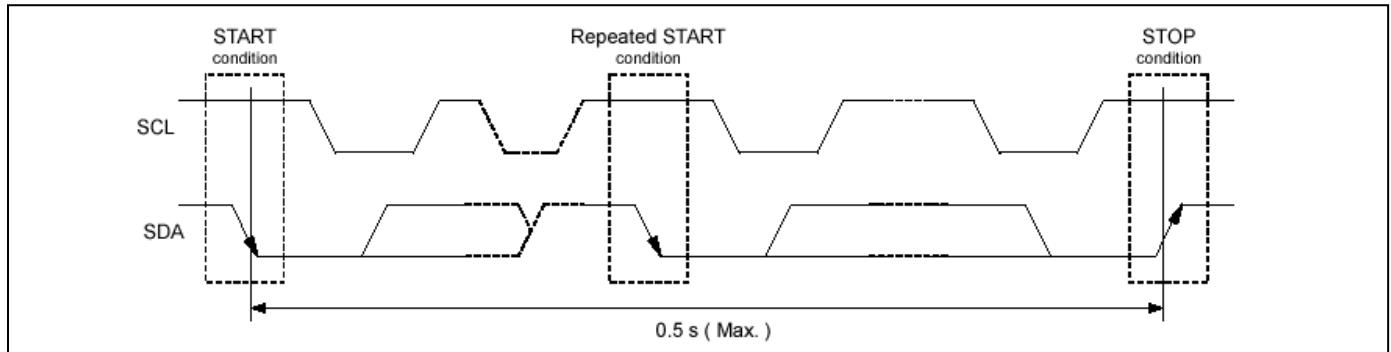 START
condition
Repeated START
condition
STOP
condition
SCL
SDA
0.5 s ( Max. )